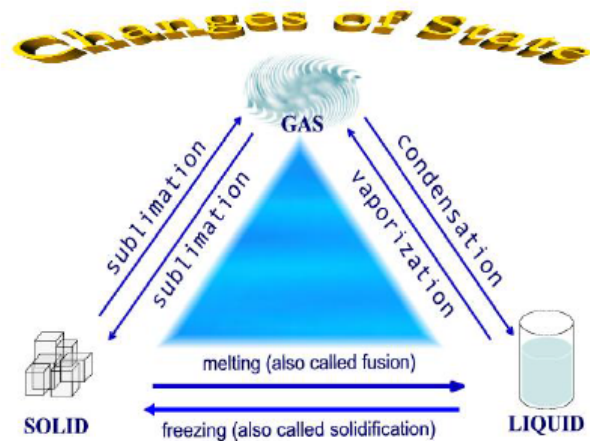 Changes of State
GAS
sublimation
sublimation
vaporization
condensation
melting (also called fusion)
SOLID
freezing (also called solidification)
LIQUID